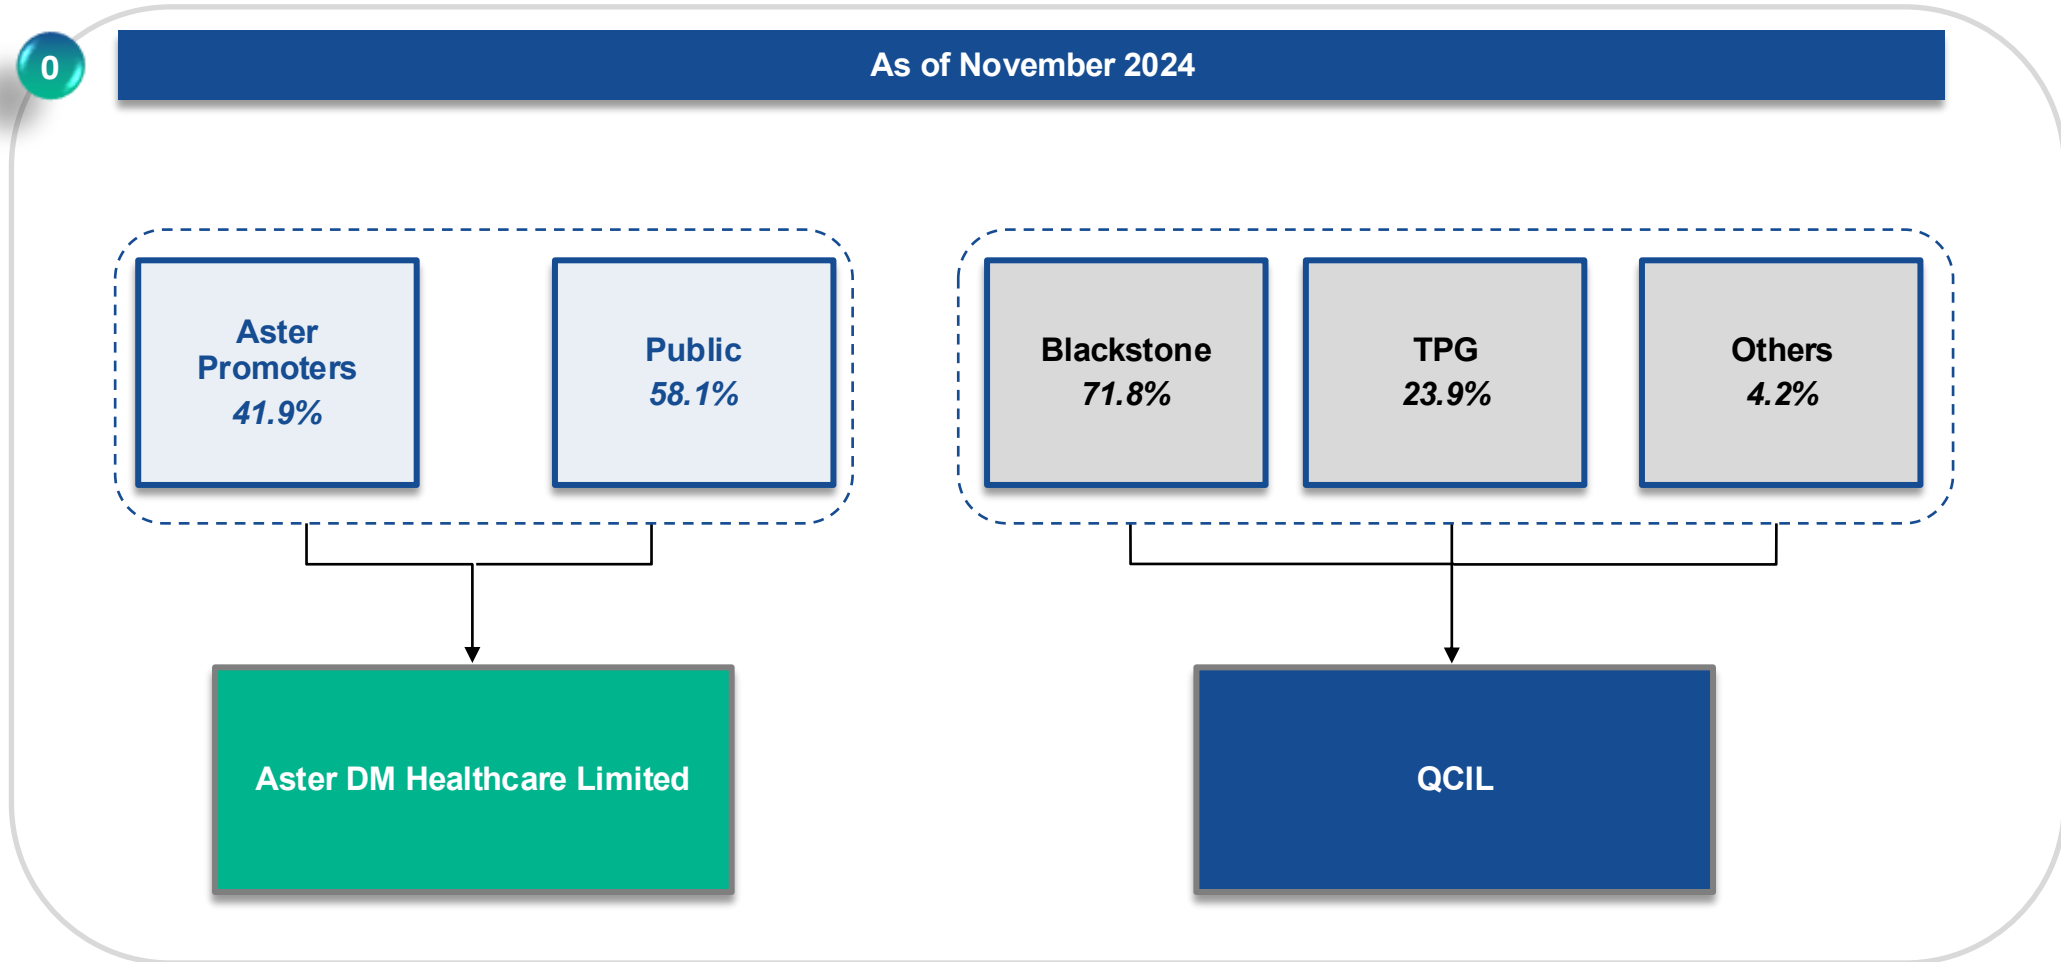 0
As of November 2024
Aster
Promoters
41.9%
Public
58.1%
Blackstone
71.8%
TPG
23.9%
Others
4.2%
Aster DM Healthcare Limited
QCIL